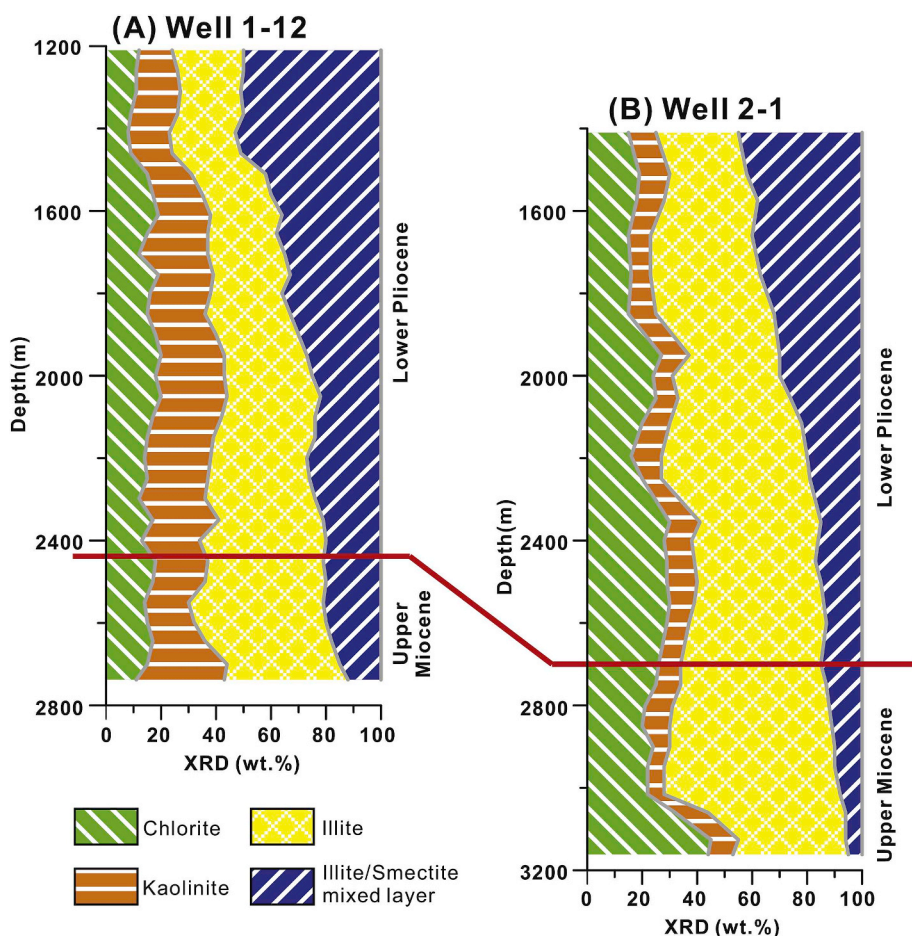 (A) Well 1-12
1200
1600
2000
2400
2800
Depth(m)
0 20 40 60 80 100
XRD (wt.%)
Lower Pliocene
Upper
Miocene
(B) Well 2-1
1600
2000
2400
2800
3200
Depth(m)
0 20 40 60 80 100
XRD (wt.%)
Lower Pliocene
Upper Miocene
Chlorite
Illite
Kaolinite
Illite/Smectite
mixed layer